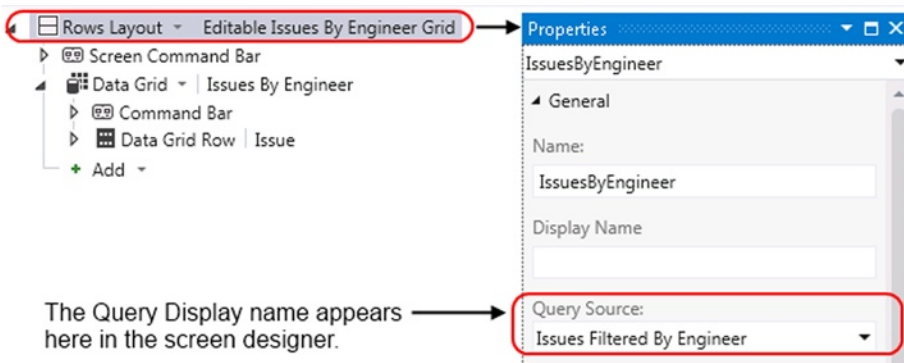 Rows Layout Editable Issues By Engineer Grid
Screen Command Bar
Data Grid Issues By Engineer
Command Bar
Data Grid Row Issue
+ Add
The Query Display name appears
here in the screen designer.
Properties
IssuesByEngineer
General
Name:
IssuesByEngineer
Display Name
Query Source:
Issues Filtered By Engineer